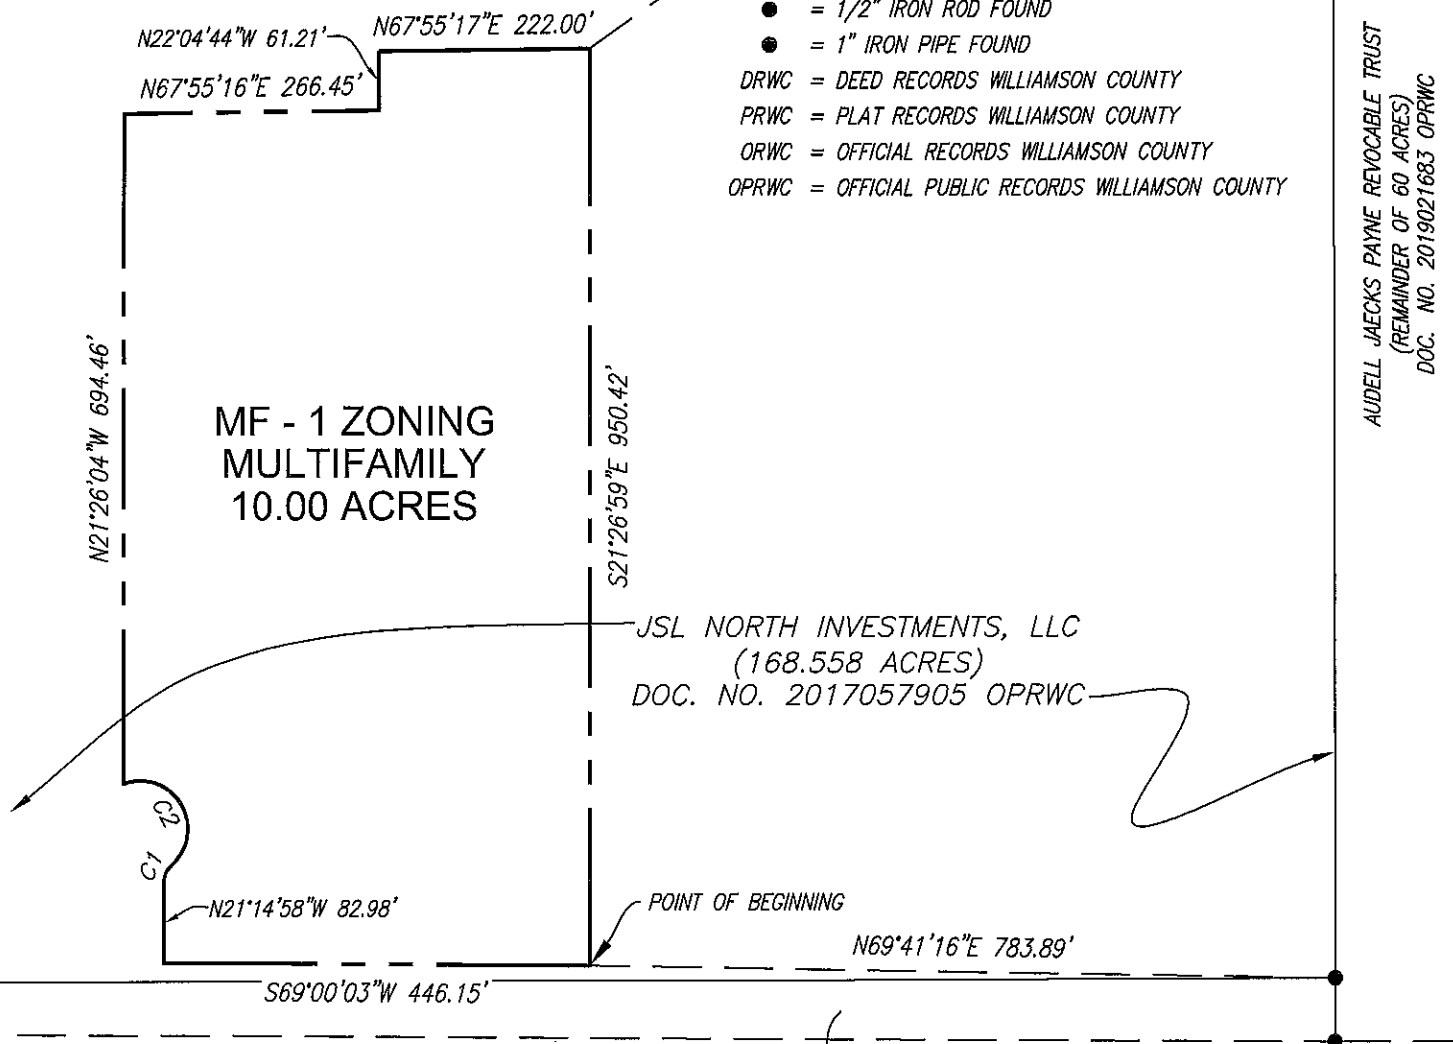 N22°04'44"W 61.21'
N67°55'17"E 222.00'
N67°55'16"E 266.45'
= 1/2" IRON ROD FOUND
= 1" IRON PIPE FOUND
DRWC = DEED RECORDS WILLIAMSON COUNTY
PRWC = PLAT RECORDS WILLIAMSON COUNTY
ORWC = OFFICIAL RECORDS WILLIAMSON COUNTY
OPRWC = OFFICIAL PUBLIC RECORDS WILLIAMSON COUNTY
AUDELL JAECKS PAYNE REVOCABLE TRUST
(REMAINDER OF 60 ACRES)
DOC. NO. 2019021683 OPRWC
N21°26'04"W 694.46'
MF - 1 ZONING
MULTIFAMILY
10.00 ACRES
S21°26'59"E 950.42'
JSL NORTH INVESTMENTS, LLC
(168.558 ACRES)
DOC. NO. 2017057905 OPRWC
C2
C1
N21°14'58"W 82.98'
POINT OF BEGINNING
N69°41'16"E 783.89'
S69°00'03"W 446.15'